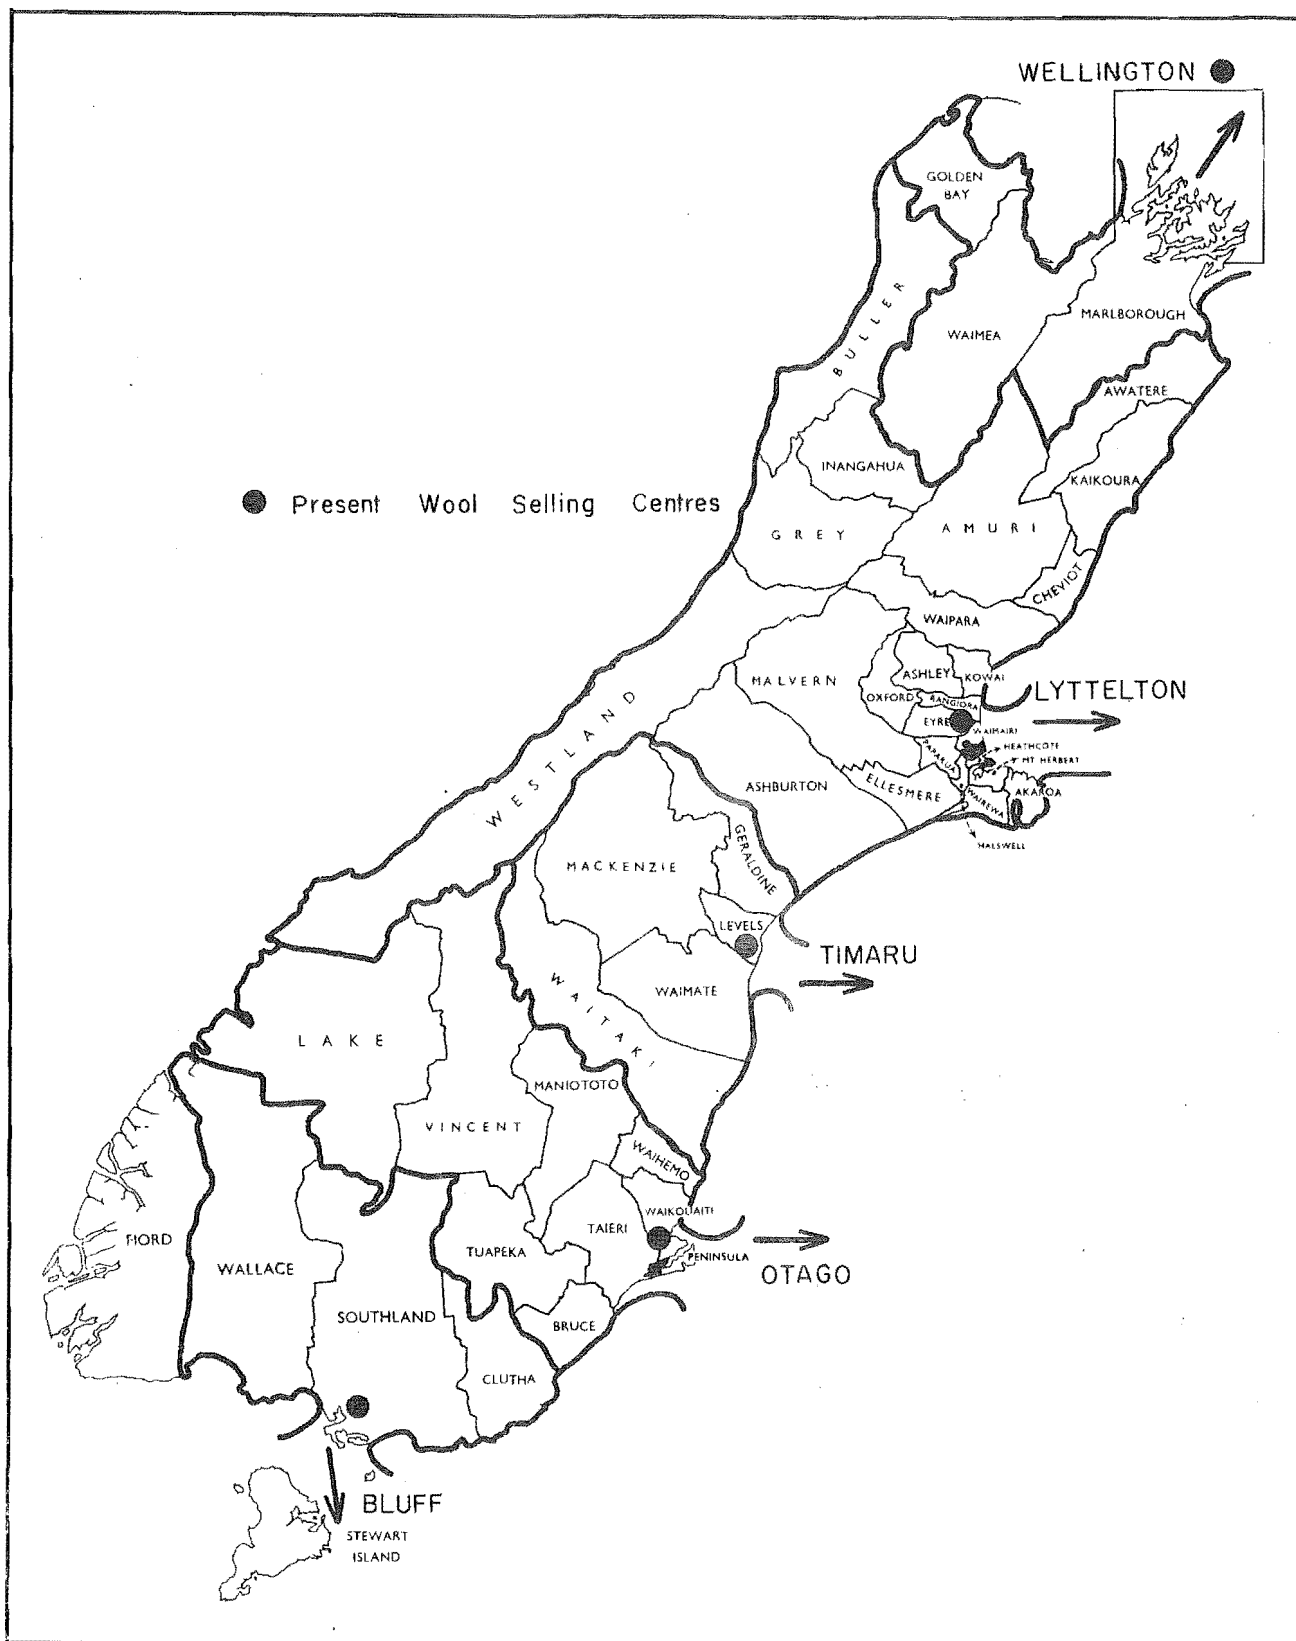 WELLINGTON
GOLDEN
BAY
BULLER
WAIMEA
MARLBOROUGH
AWATERE
INANGAHUA
KAIKOURA
Present Wool Selling Centres
GREY
AMURI
CHEVIOT
WAIPARA
MALVERN
ASHLEY
KOWAI
OXFORD
RANGIORA
LYTTELTON
EYRE
WAIMAIRI
PAPARUA
HEATHCOTE
MT HERBERT
WESTLAND
ASHBURTON
ELLESMERE
WAIREWA
AKAROA
HALSWELL
GERALDINE
MACKENZIE
LEVELS
TIMARU
WAITAKI
WAIMATE
LAKE
MANIOTOTO
VINCENT
WAIHEMO
WAIKOUAITI
FIORD
TAIERI
TUAPEKA
PENINSULA
WALLACE
OTAGO
SOUTHLAND
BRUCE
CLUTHA
BLUFF
STEWART
ISLAND